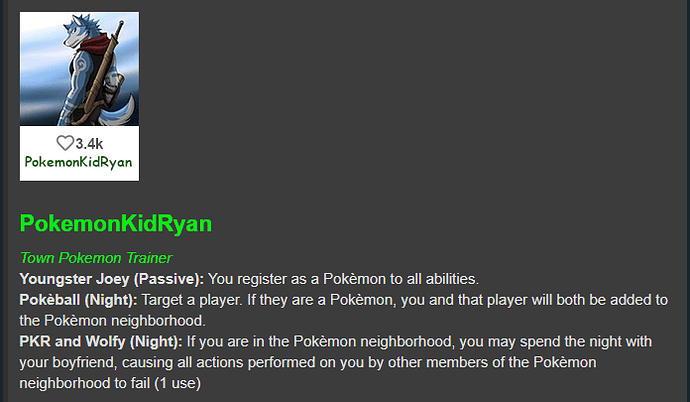 3.4k
PokemonKidRyan
PokemonKidRyan
Town Pokemon Trainer
Youngster Joey (Passive): You register as a Pokèmon to all abilities.
Pokèball (Night): Target a player. If they are a Pokèmon, you and that player will both be added to
the Pokèmon neighborhood.
PKR and Wolfy (Night): If you are in the Pokèmon neighborhood, you may spend the night with
your boyfriend, causing all actions performed on you by other members of the Pokèmon
neighborhood to fail (1 use)